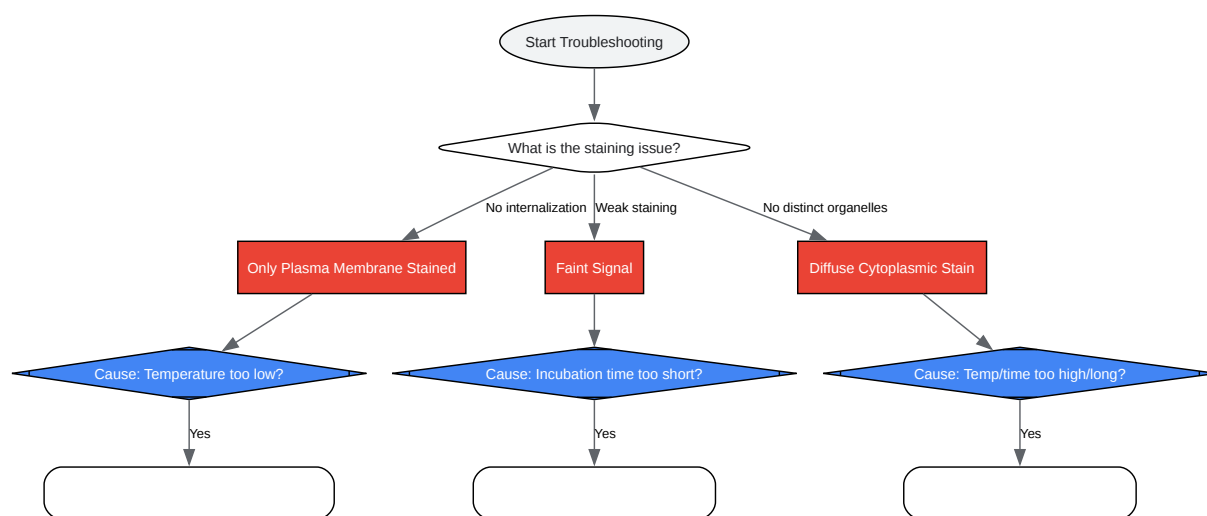 Start Troubleshooting
What is the staining issue?
No internalization
Weak staining
No distinct organelles
Only Plasma Membrane Stained
Faint Signal
Diffuse Cytoplasmic Stain
Cause: Temperature too low?
Cause: Incubation time too short?
Cause: Temp/time too high/long?
Yes
Yes
Yes